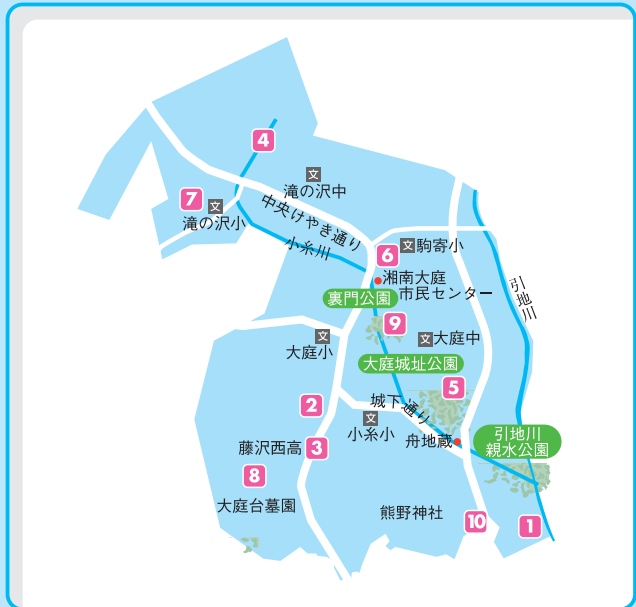 4
文
滝の沢中
7
文
滝の沢小
中央けやき通り
小糸川
6
文駒寄小
湘南大庭
市民センター
引地川
裏門公園
9
文
大庭小
文大庭中
大庭城址公園
5
2
城下通り
文
小糸小
舟地蔵
引地川
親水公園
藤沢西高
3
8
大庭台墓園
熊野神社
10
1